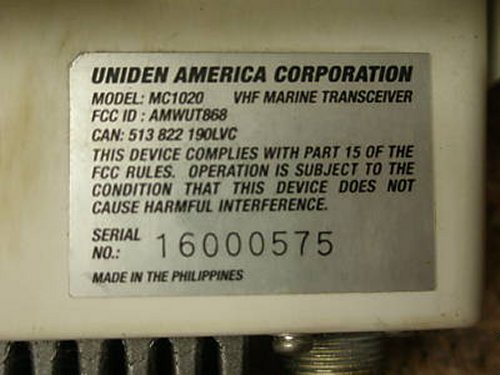 UNIDEN AMERICA CORPORATION
MODEL: MC1020 VHF MARINE TRANSCEIVER
FCC ID : AMWUT868
CAN: 513 822 190LVC
THIS DEVICE COMPLIES WITH PART 15 OF THE
FCC RULES. OPERATION IS SUBJECT TO THE
CONDITION THAT THIS DEVICE DOES NOT
CAUSE HARMFUL INTERFERENCE.
SERIAL
NO.: 16000575
MADE IN THE PHILIPPINES